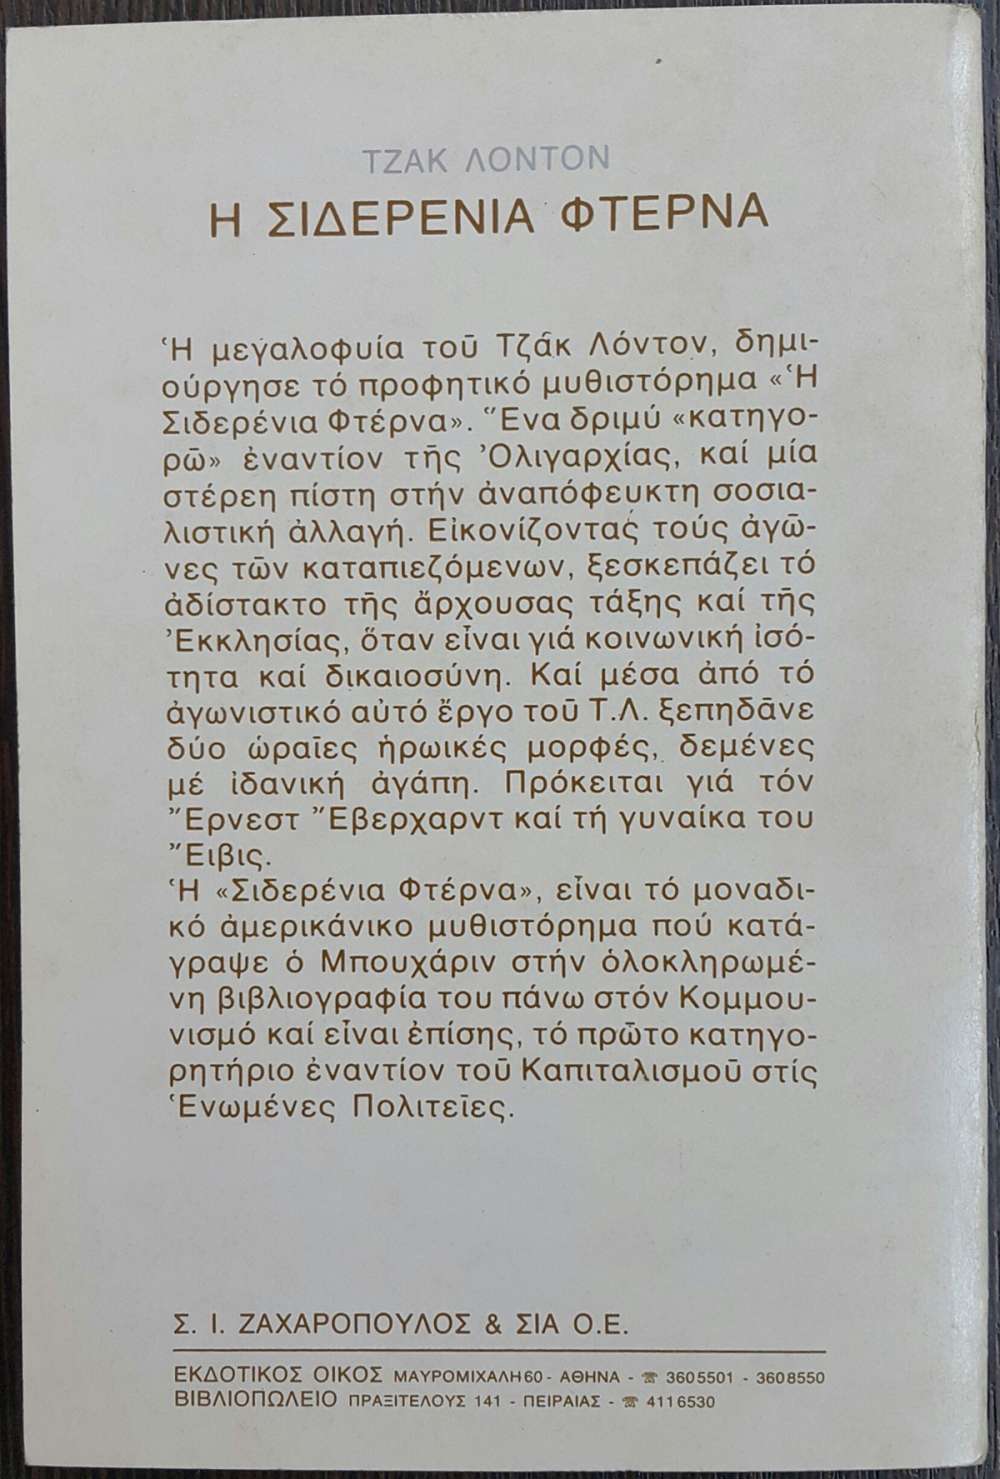 ΤΖΑΚ ΛΟΝΤΟΝ
Η ΣΙΔΕΡΕΝΙΑ ΦΤΕΡΝΑ
Ἡ μεγαλοφυία τοῦ Τζᾶκ Λόντον, δημι-
ούργησε τό προφητικό μυθιστόρημα «Ἡ
Σιδερένια Φτέρνα». Ἕνα δριμύ «κατηγο-
ρῶ» ἐναντίον τῆς Ὀλιγαρχίας, καί μία
στέρεη πίστη στήν ἀναπόφευκτη σοσια-
λιστική ἀλλαγή. Εἰκονίζοντας τούς ἀγῶ-
νες τῶν καταπιεζόμενων, ξεσκεπάζει τό
ἀδίστακτο τῆς ἄρχουσας τάξης καί τῆς
Ἐκκλησίας, ὅταν εἶναι γιά κοινωνική ἰσό-
τητα καί δικαιοσύνη. Καί μέσα ἀπό τό
ἀγωνιστικό αὐτό ἔργο τοῦ Τ.Λ. ξεπηδᾶνε
δύο ὡραῖες ἡρωικές μορφές, δεμένες
μέ ἰδανική ἀγάπη. Πρόκειται γιά τόν
Ἔρνεστ Ἔβερχαρντ καί τή γυναίκα του
Ἔιβις.
Ἡ «Σιδερένια Φτέρνα», εἶναι τό μοναδι-
κό ἀμερικάνικο μυθιστόρημα πού κατά-
γραψε ὁ Μπουχάριν στήν ὁλοκληρωμέ-
νη βιβλιογραφία του πάνω στόν Κομμου-
νισμό καί εἶναι ἐπίσης, τό πρῶτο κατηγο-
ρητήριο ἐναντίον τοῦ Καπιταλισμοῦ στίς
Ἑνωμένες Πολιτεῖες.
Σ. Ι. ΖΑΧΑΡΟΠΟΥΛΟΣ & ΣΙΑ Ο.Ε.
ΕΚΔΟΤΙΚΟΣ ΟΙΚΟΣ ΜΑΥΡΟΜΙΧΑΛΗ 60 - ΑΘΗΝΑ - ☎ 3605501 - 3608550
ΒΙΒΛΙΟΠΩΛΕΙΟ ΠΡΑΞΙΤΕΛΟΥΣ 141 - ΠΕΙΡΑΙΑΣ - ☎ 4116530